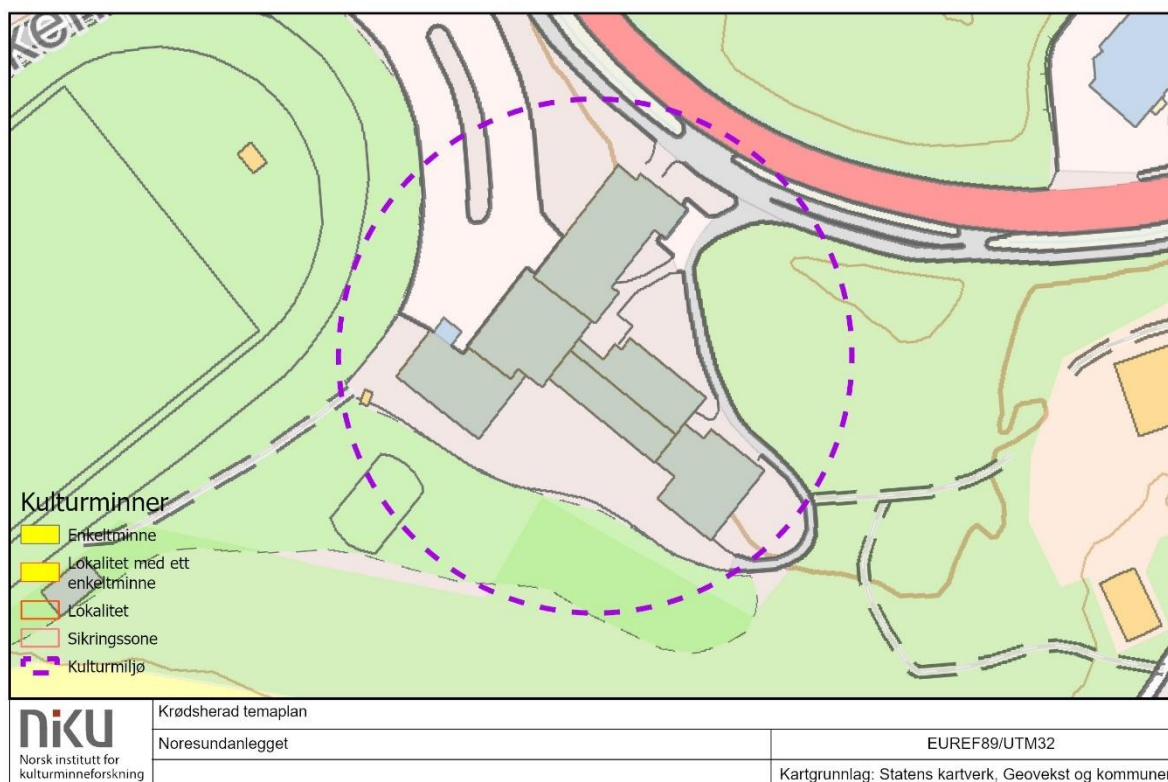 Kulturminner
Enkeltminne
Lokalitet med ett
enkeltminne
Lokalitet
Sikringssone
Kulturmiljø
niku
Norsk institutt for
kulturminneforskning
Krødsherad temaplan
Noresundanlegget
EUREF89/UTM32
Kartgrunnlag: Statens kartverk, Geovekst og kommuner